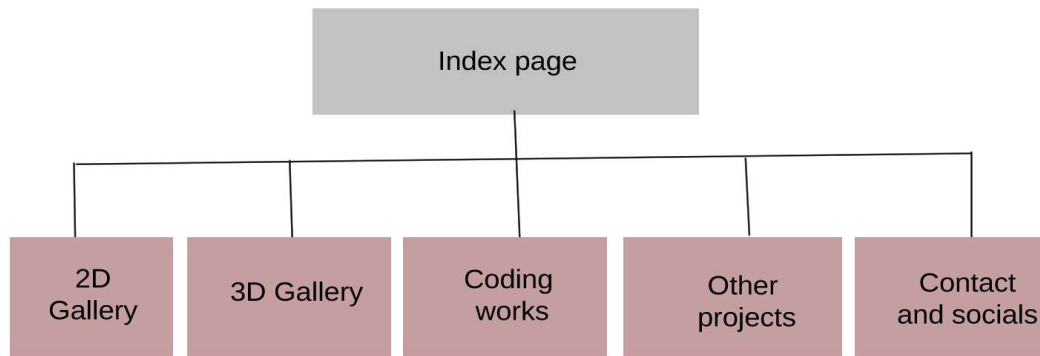 Index page
2D
Gallery
3D Gallery
Coding
works
Other
projects
Contact
and socials